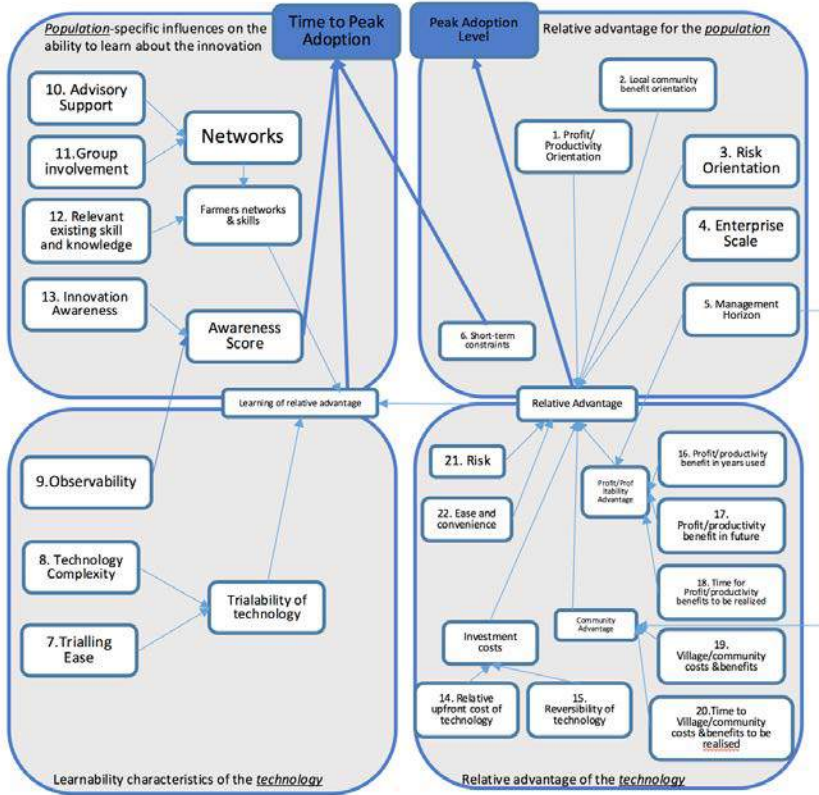 Population-specific influences on the
ability to learn about the innovation
Time to Peak
Adoption
10. Advisory
Support
11.Group
involvement
12. Relevant
existing skill
and knowledge
13. Innovation
Awareness
Networks
Farmers networks
& skills
Awareness
Score
Peak Adoption
Level
Relative advantage for the population
2. Local community
benefit orientation
1. Profit/
Productivity
Orientation
3. Risk
Orientation
4. Enterprise
Scale
5. Management
Horizon
6. Short-term
constraints
Learning of relative advantage
Relative Advantage
9.Observability
8. Technology
Complexity
7.Trialling
Ease
Trialability of
technology
Learnability characteristics of the technology
21. Risk
22. Ease and
convenience
Profit/Prof
itability
Advantage
16. Profit/productivity
benefit in years used
17.
Profit/productivity
benefit in future
18. Time for
Profit/productivity
benefits to be realized
Investment
costs
Community
Advantage
19.
Village/community
costs &benefits
14. Relative
upfront cost of
technology
15.
Reversibility of
technology
20.Time to
Village/community
costs &benefits to be
realised
Relative advantage of the technology